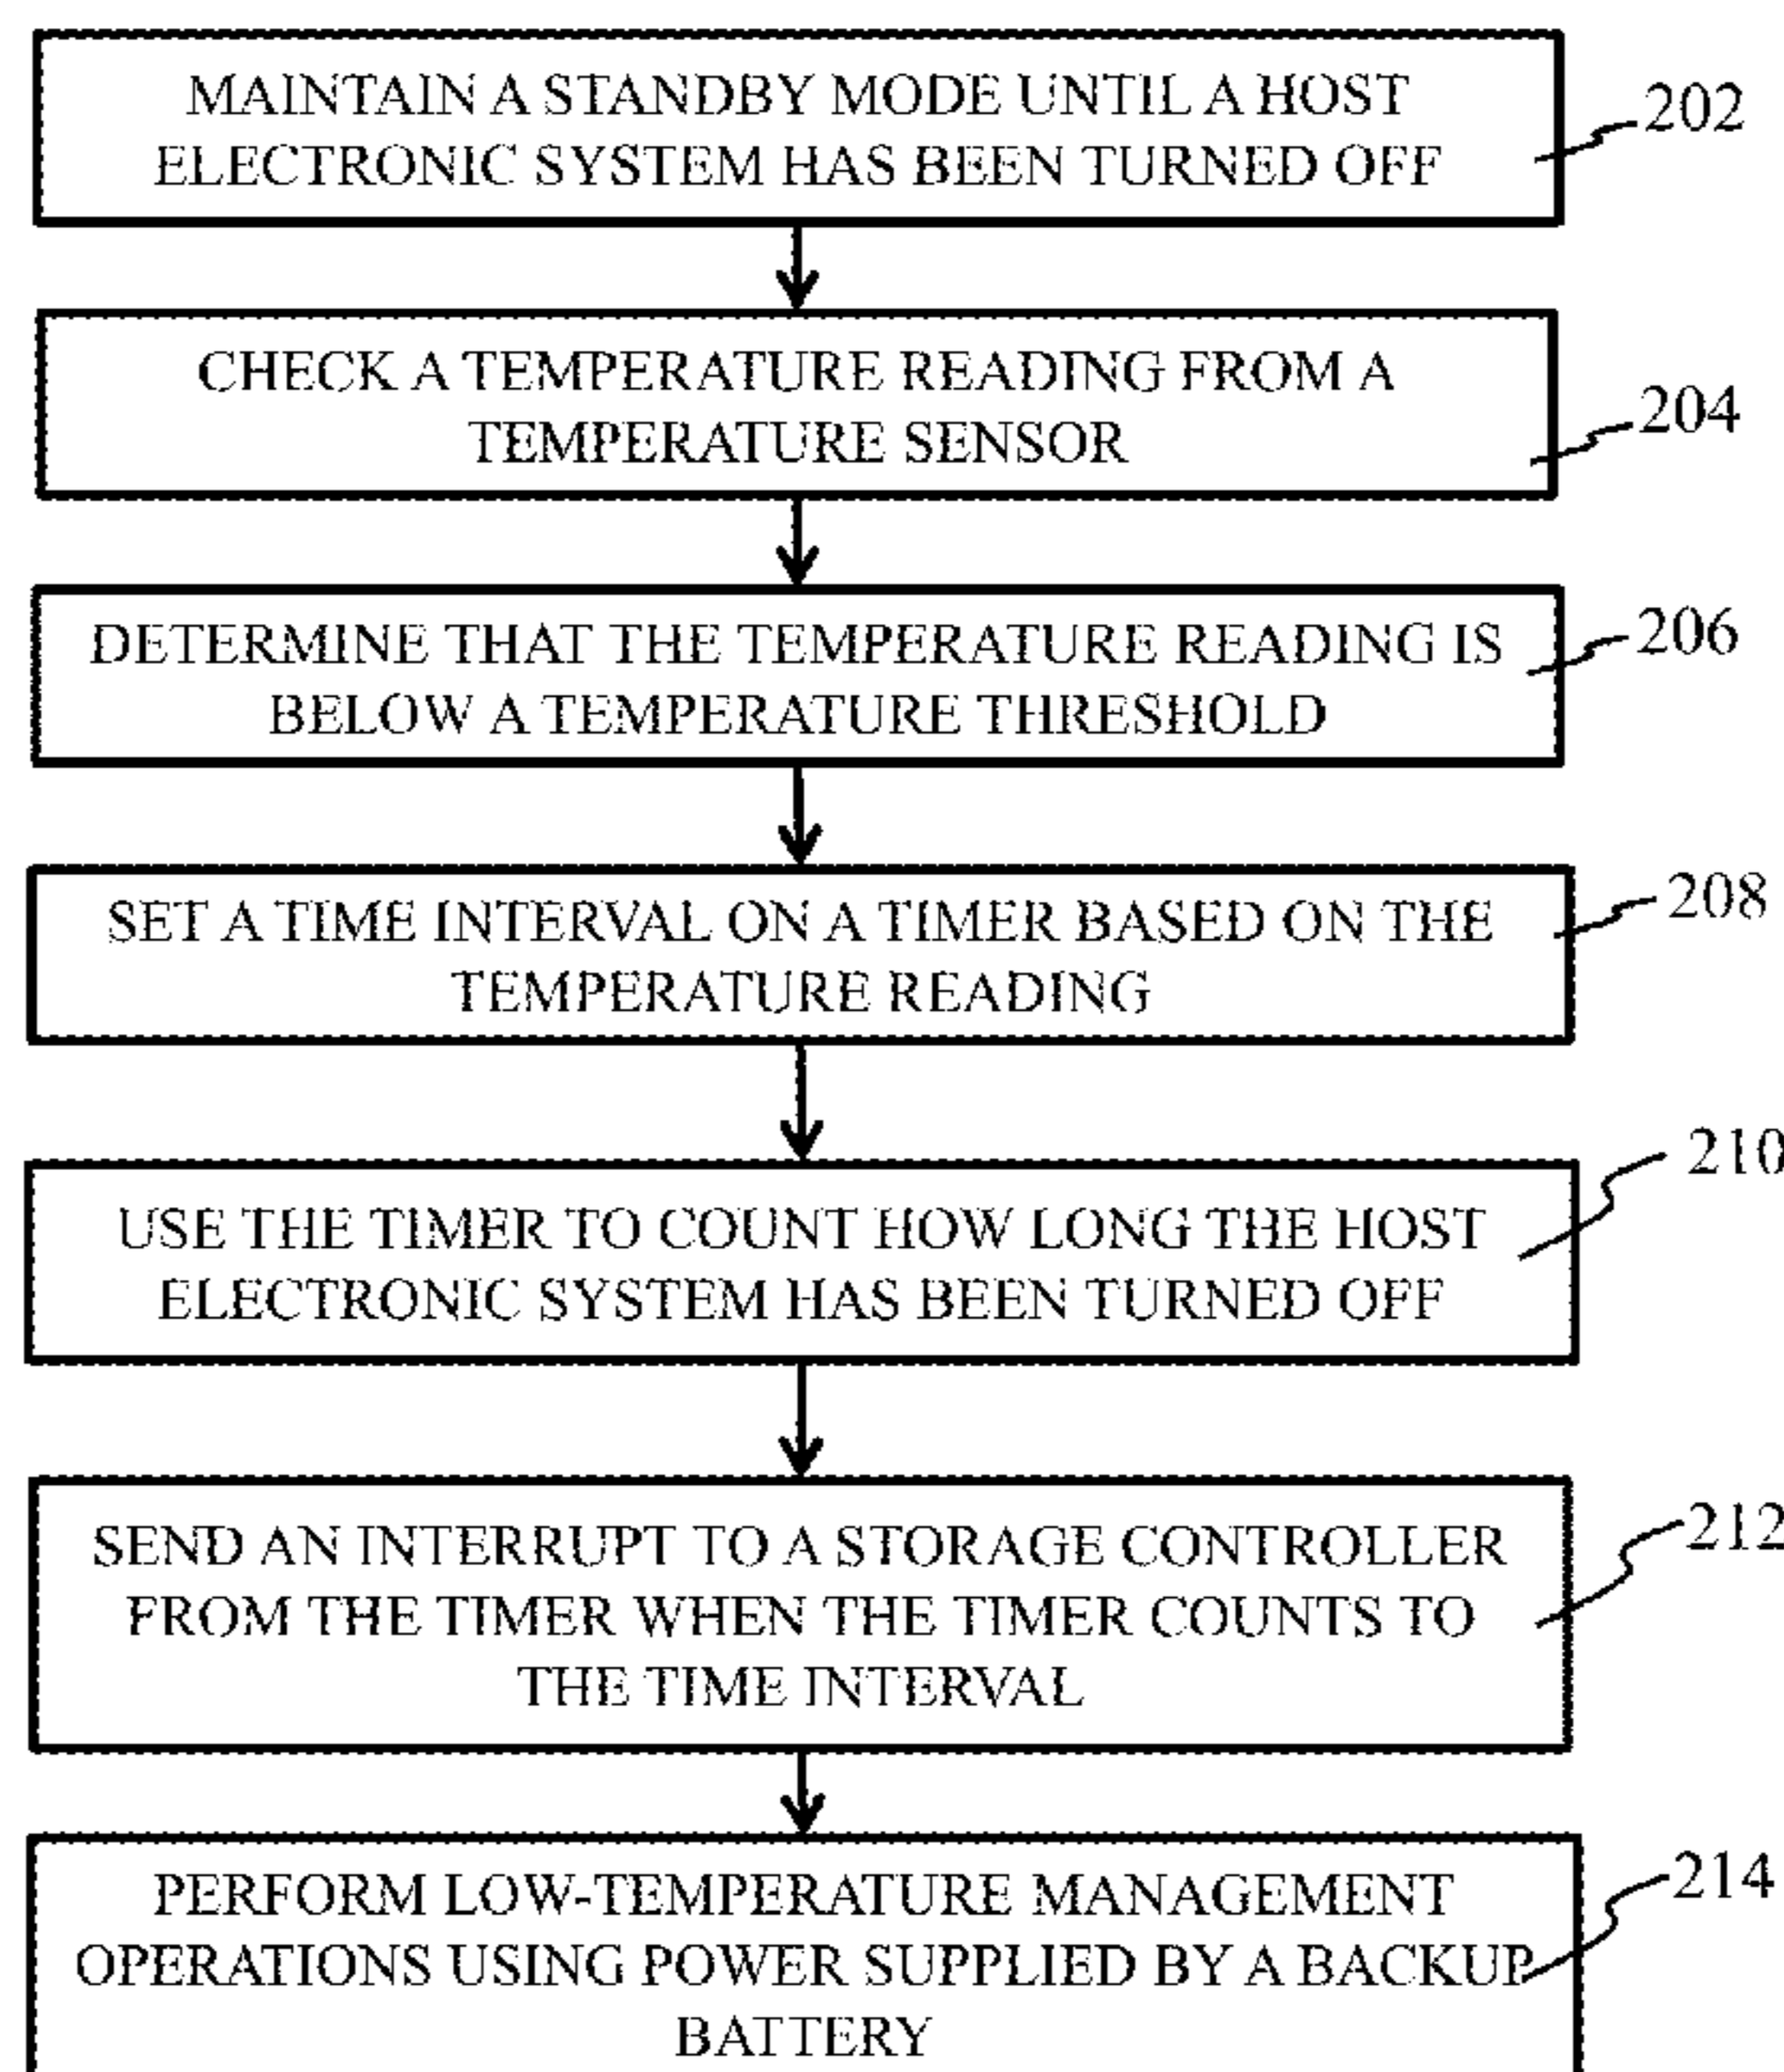 MAINTAIN A STANDBY MODE UNTIL A HOST
ELECTRONIC SYSTEM HAS BEEN TURNED OFF
202
CHECK A TEMPERATURE READING FROM A
TEMPERATURE SENSOR
204
DETERMINE THAT THE TEMPERATURE READING IS
BELOW A TEMPERATURE THRESHOLD
206
SET A TIME INTERVAL ON A TIMER BASED ON THE
TEMPERATURE READING
208
USE THE TIMER TO COUNT HOW LONG THE HOST
ELECTRONIC SYSTEM HAS BEEN TURNED OFF
210
SEND AN INTERRUPT TO A STORAGE CONTROLLER
FROM THE TIMER WHEN THE TIMER COUNTS TO
THE TIME INTERVAL
212
PERFORM LOW-TEMPERATURE MANAGEMENT
OPERATIONS USING POWER SUPPLIED BY A BACKUP
BATTERY
214